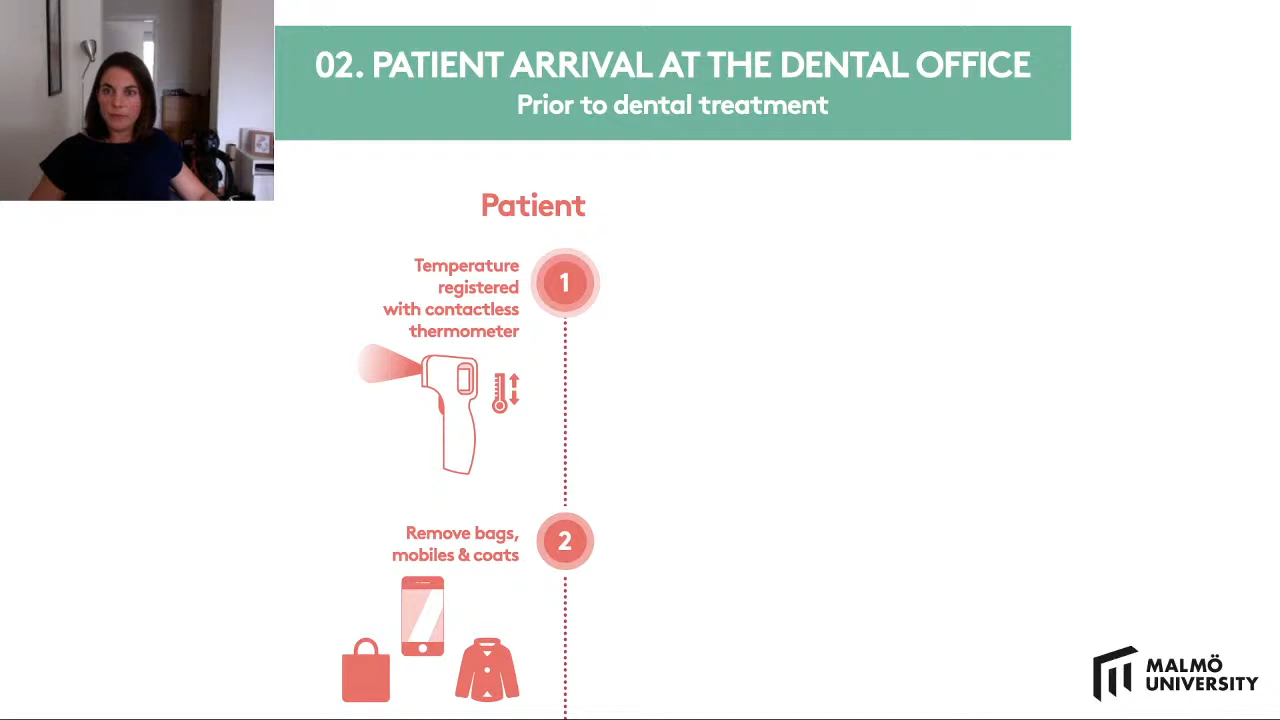 02. PATIENT ARRIVAL AT THE DENTAL OFFICE
Prior to dental treatment
Patient
Temperature
registered
with contactless
thermometer
1
Remove bags,
mobiles & coats
2
MALMÖ
UNIVERSITY